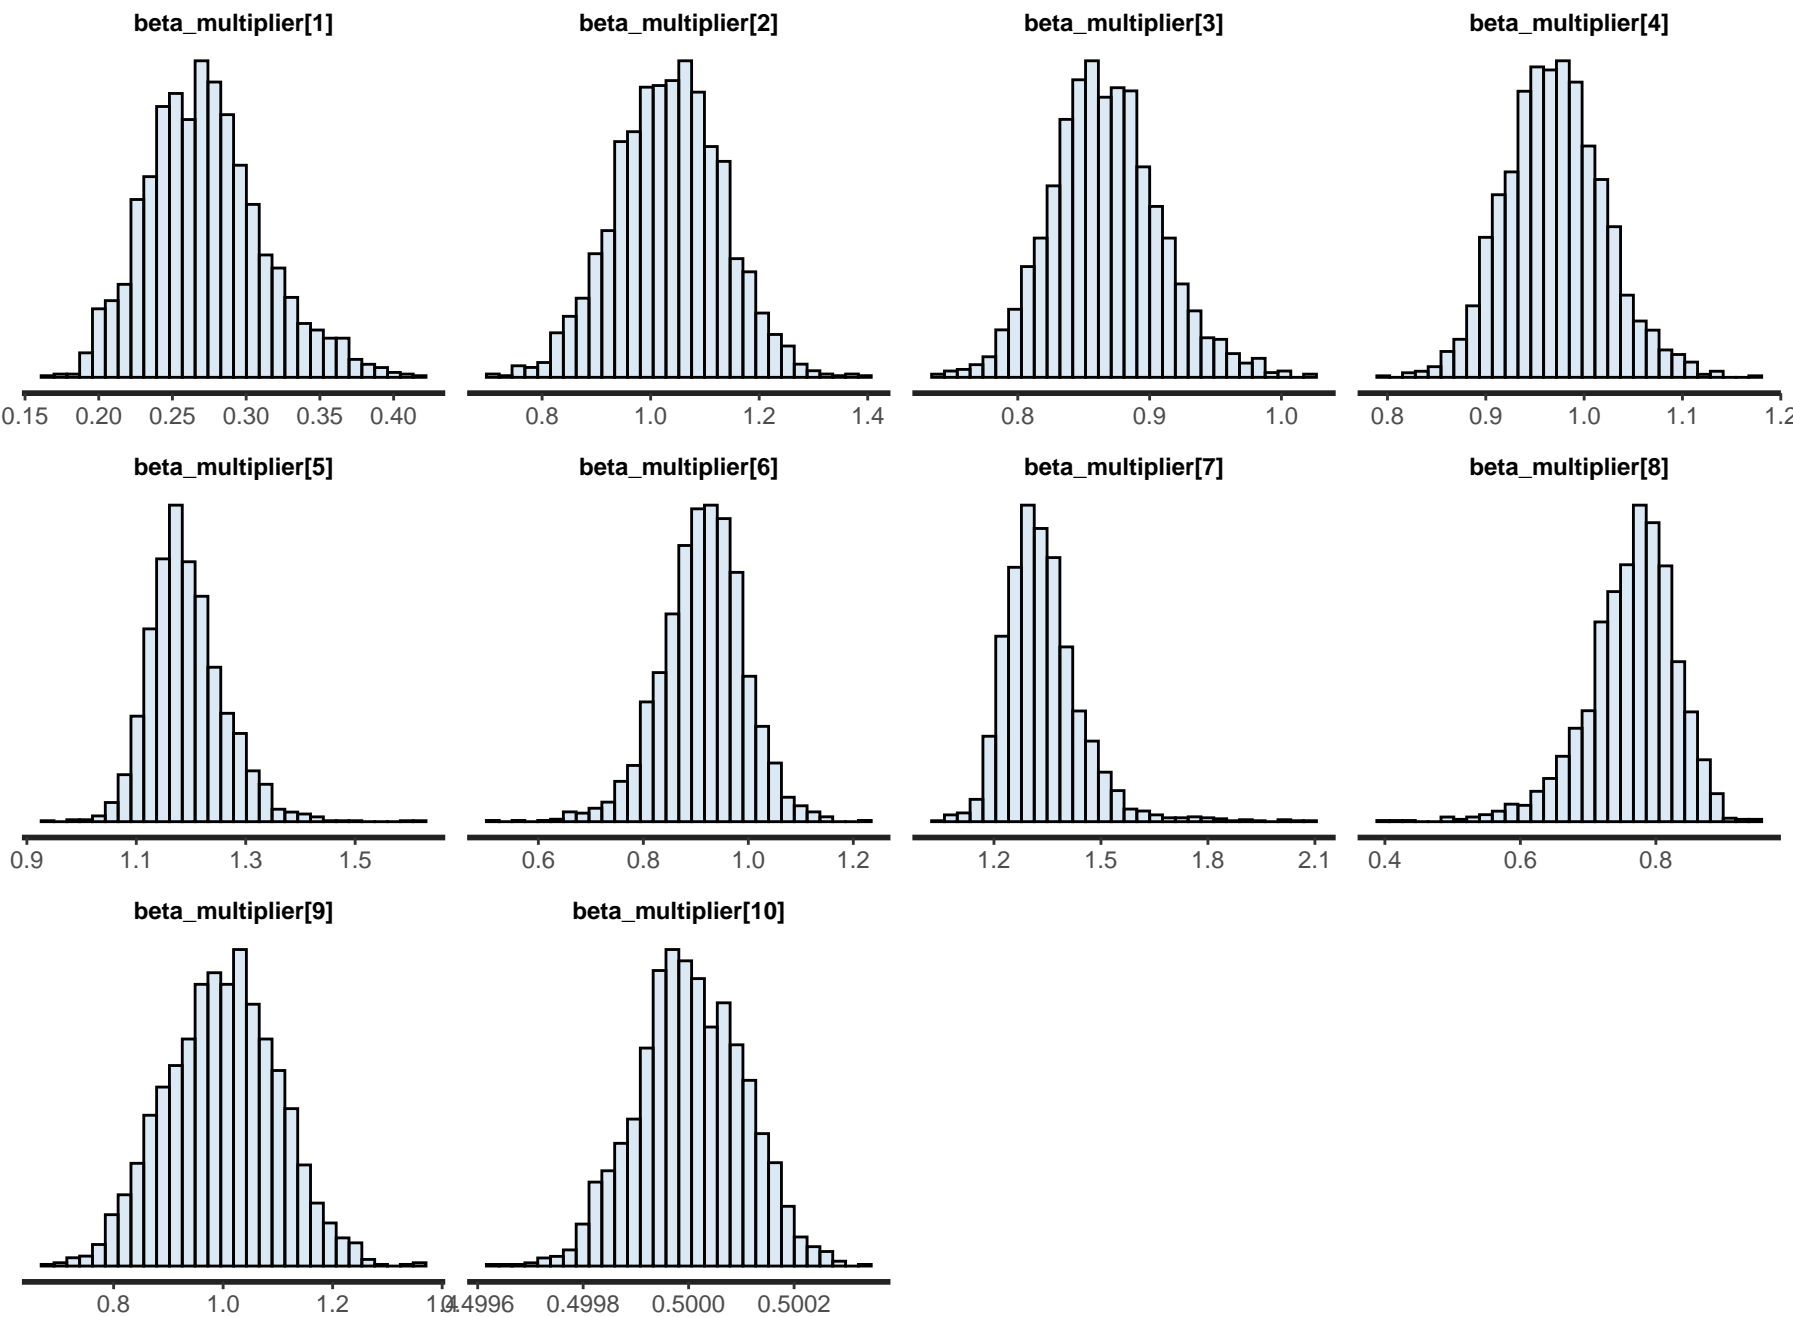 beta_multiplier[1] beta_multiplier[2] beta_multiplier[3] beta_multiplier[4]
0.15 0.20 0.25 0.30 0.35 0.40 0.8 1.0 1.2 1.4 0.8 0.9 1.0 0.8 0.9 1.0 1.1 1.2
beta_multiplier[5] beta_multiplier[6] beta_multiplier[7] beta_multiplier[8]
0.9 1.1 1.3 1.5 0.6 0.8 1.0 1.2 1.2 1.5 1.8 2.1 0.4 0.6 0.8
beta_multiplier[9] beta_multiplier[10]
0.8 1.0 1.2 1.4 0.4996 0.4998 0.5000 0.5002